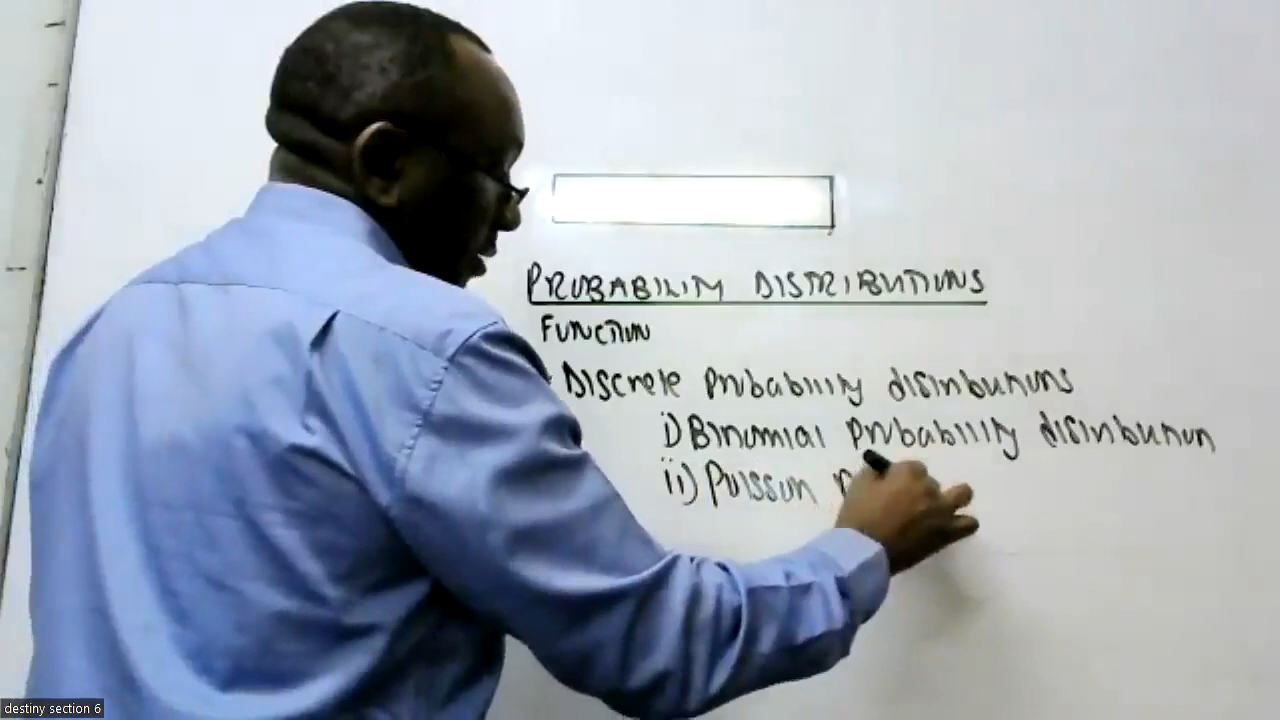 PROBABILITY DISTRIBUTIONS
FUNCTION
Discrete probability distributions
i) Binomial probability distribution
ii) Poisson p
destiny section 6